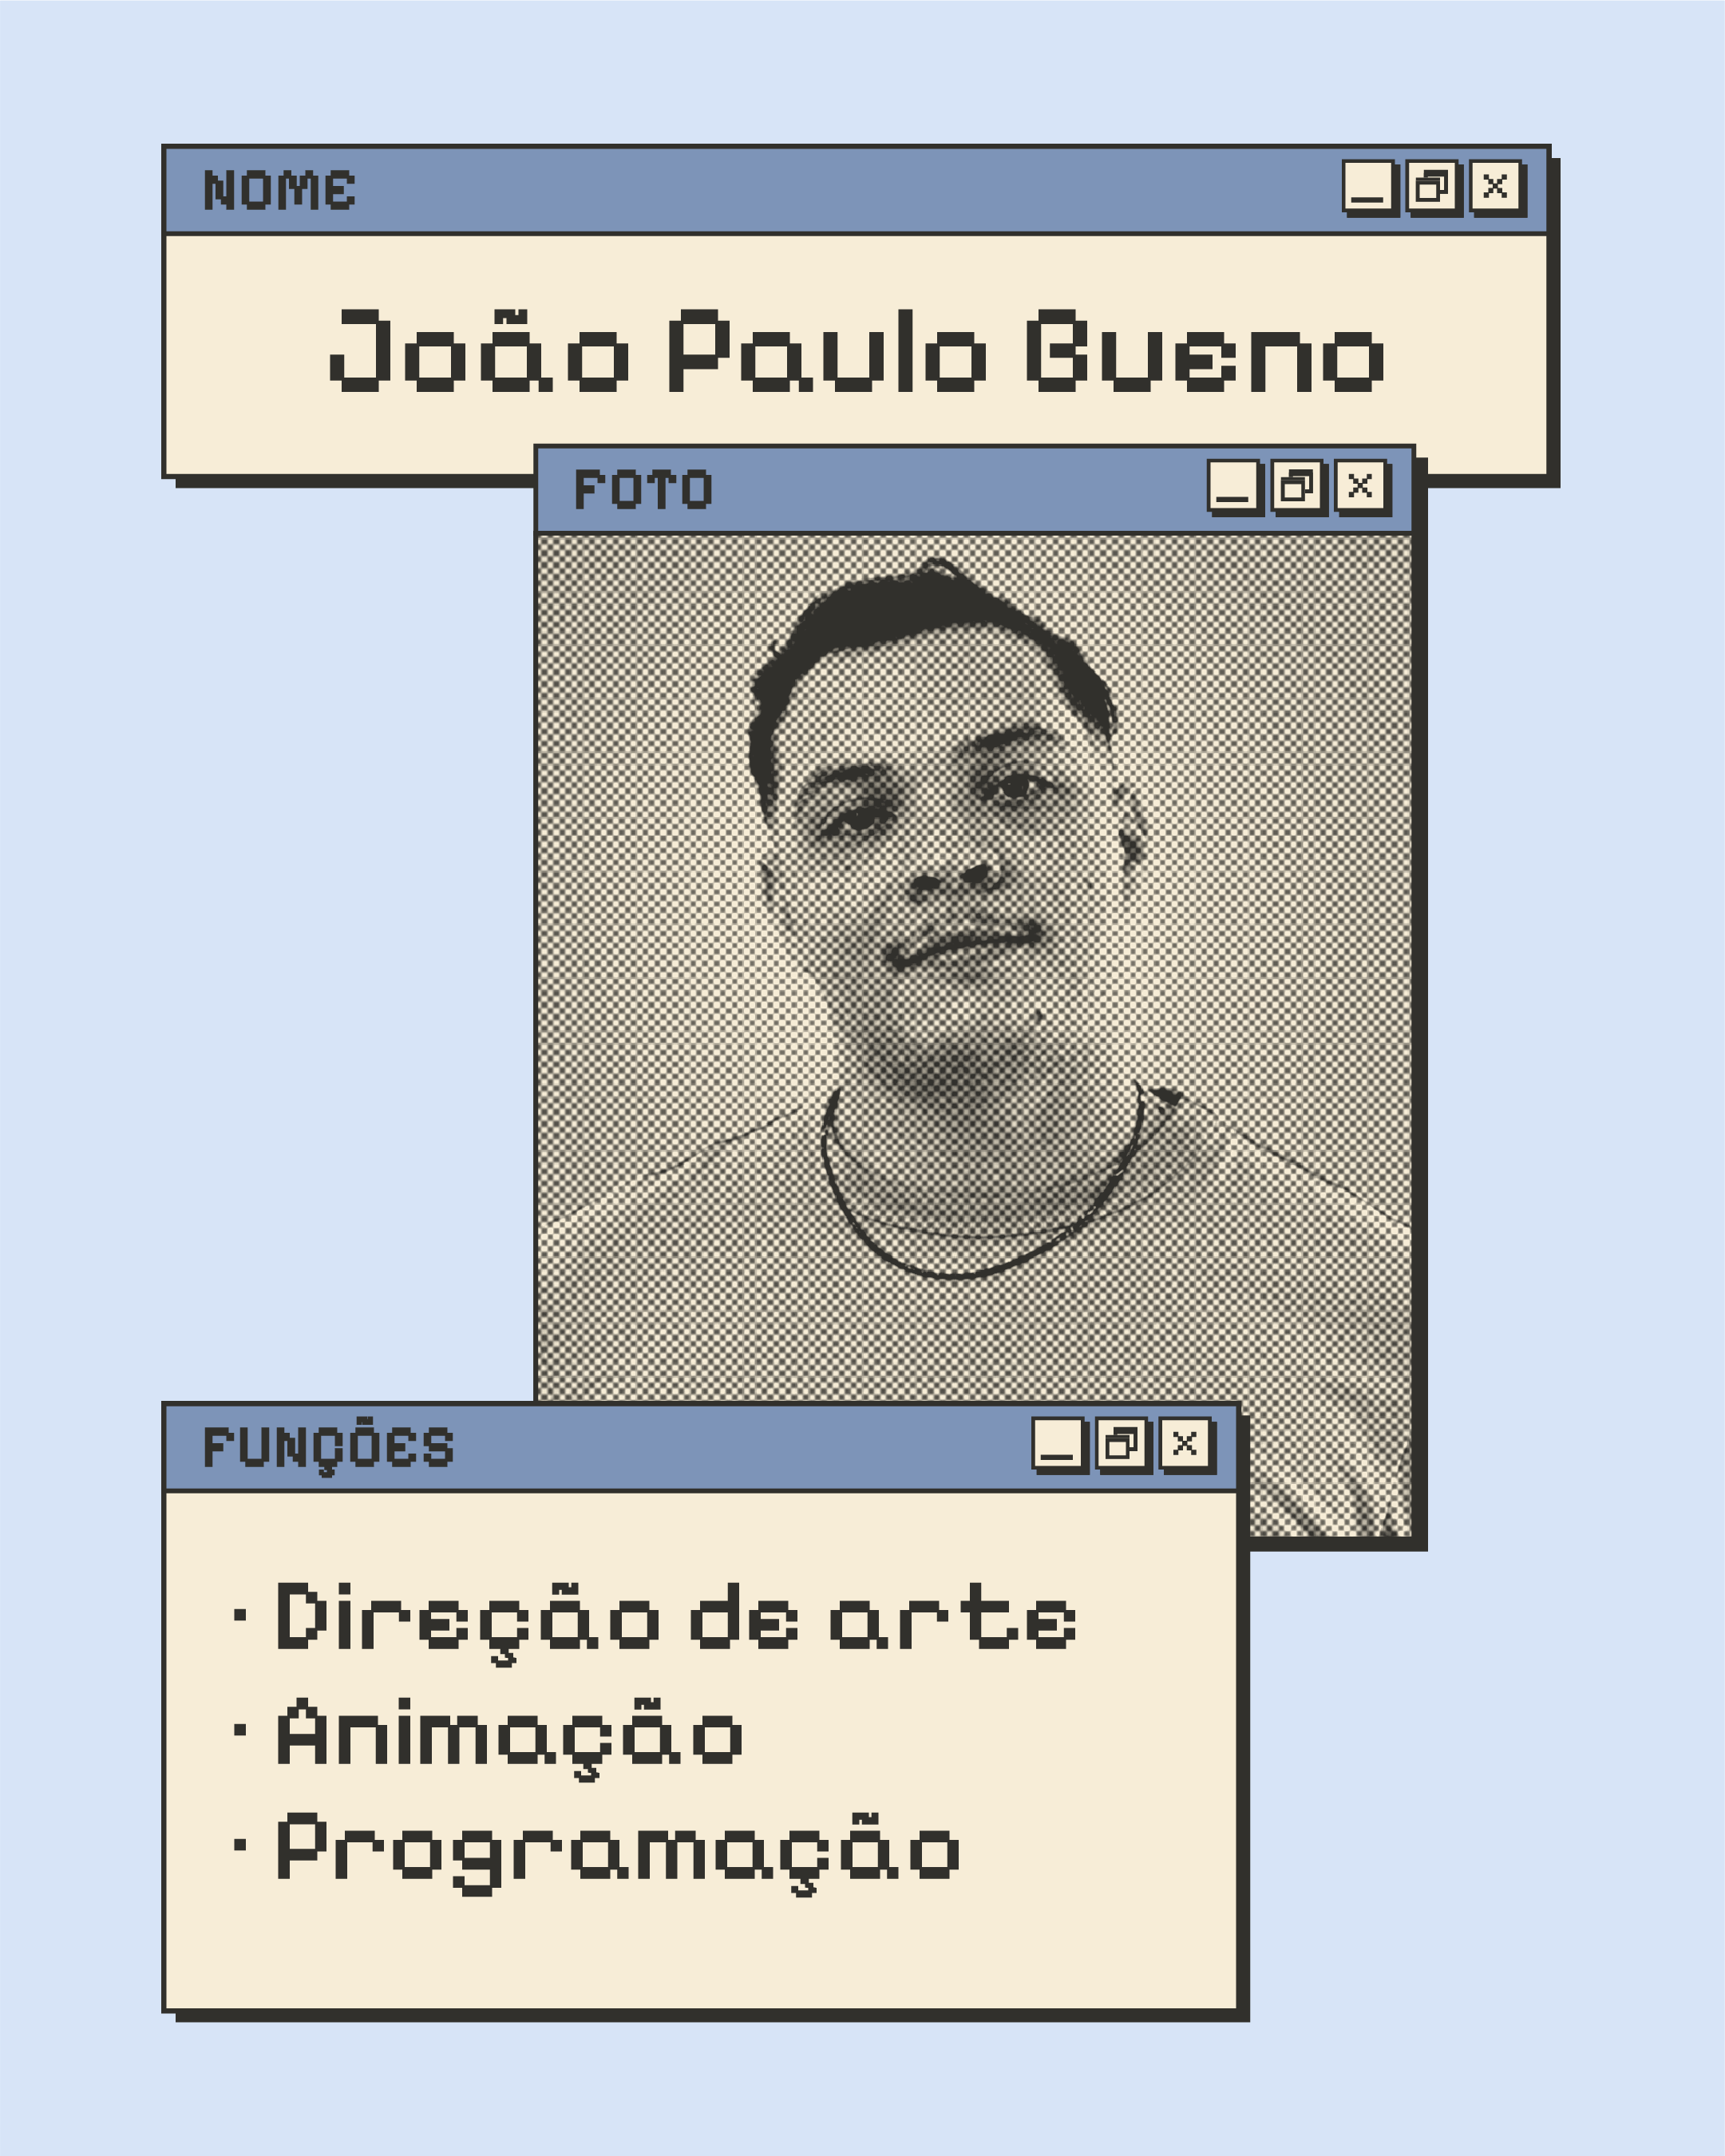 NOME
João Paulo Bueno
FOTO
FUNÇÕES
· Direção de arte
· Animação
· Programação